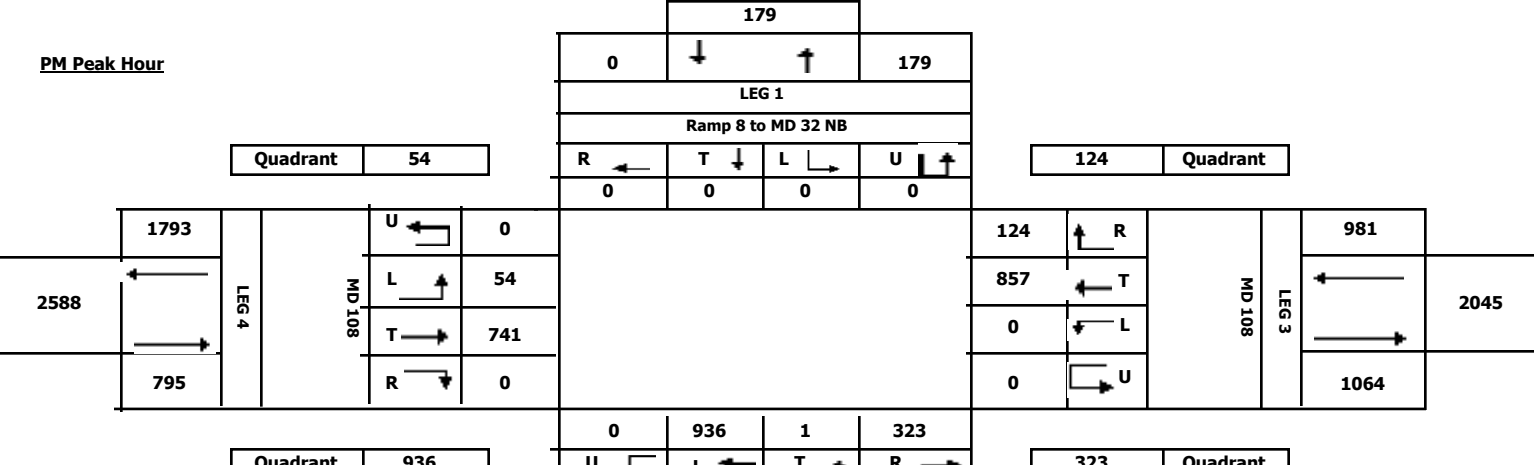 179
PM Peak Hour
0 179
LEG 1
Ramp 8 to MD 32 NB
Quadrant 54
R T L U
124 Quadrant
0 0 0 0
1793
U 0
124 R
981
2588
LEG 4
MD 108
L 54
857 T
MD 108
LEG 3
2045
T 741
0 L
795
R 0
0 U
1064
0 936 1 323
Quadrant 936
U L T R
323 Quadrant